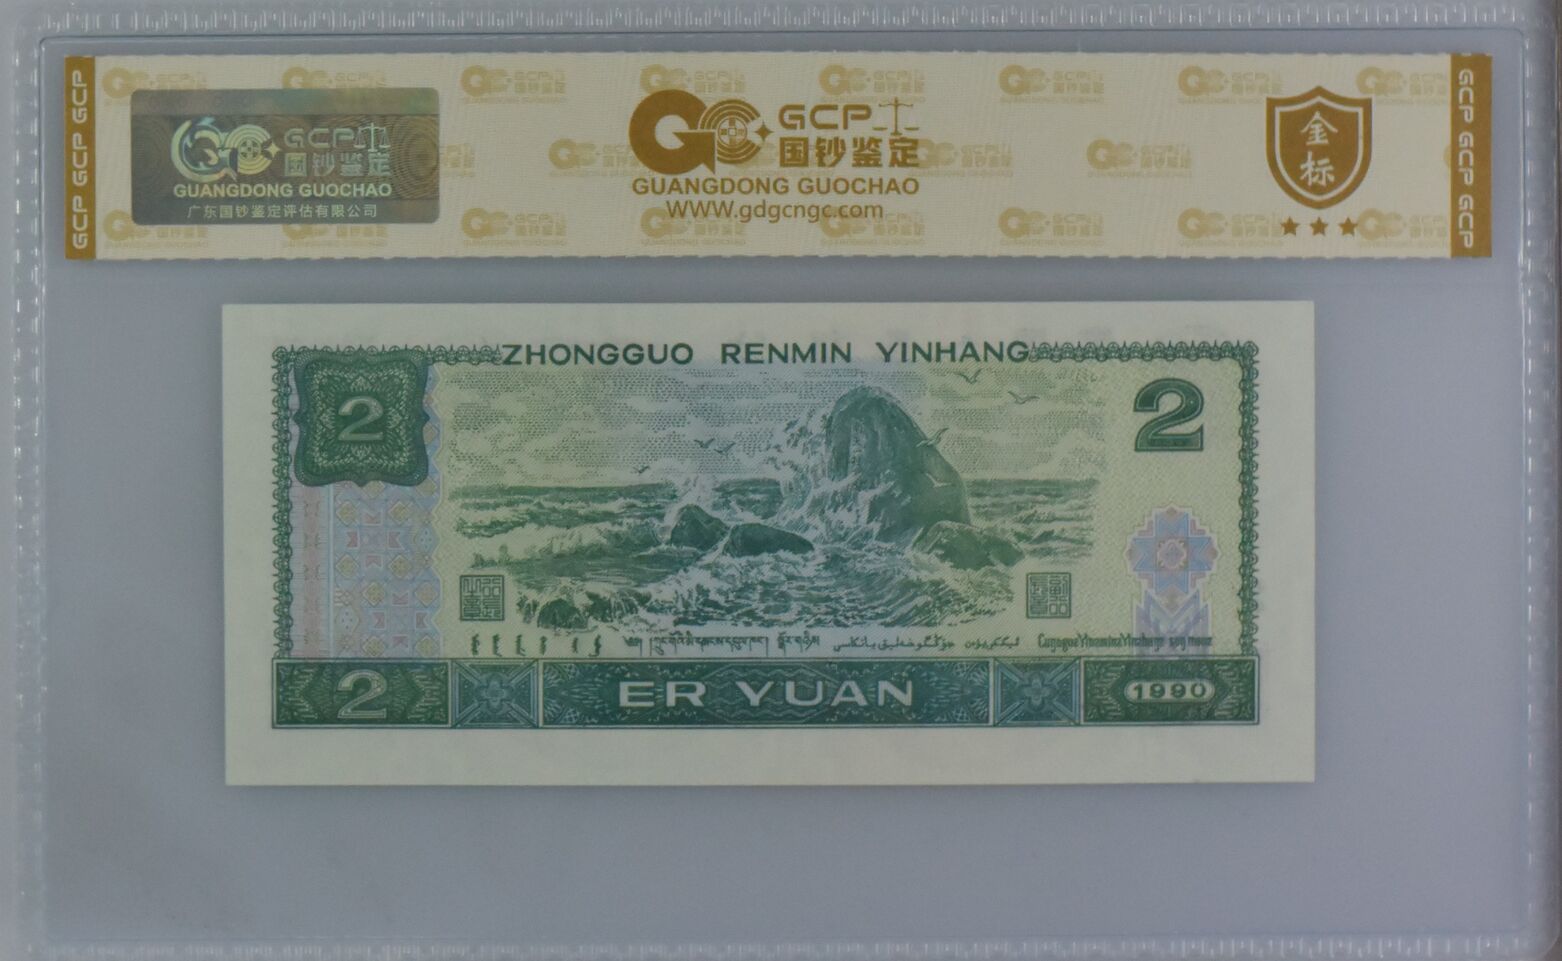 GCP GCP GCP
GCP 国钞鉴定
GUANGDONG GUOCHAO
广东国钞鉴定评估有限公司
GCP
国钞鉴定
GUANGDONG GUOCHAO
WWW.gdgcngc.com
金
标
GCP GCP GCP
ZHONGGUO RENMIN YINHANG
2
2
2
ER YUAN
1990